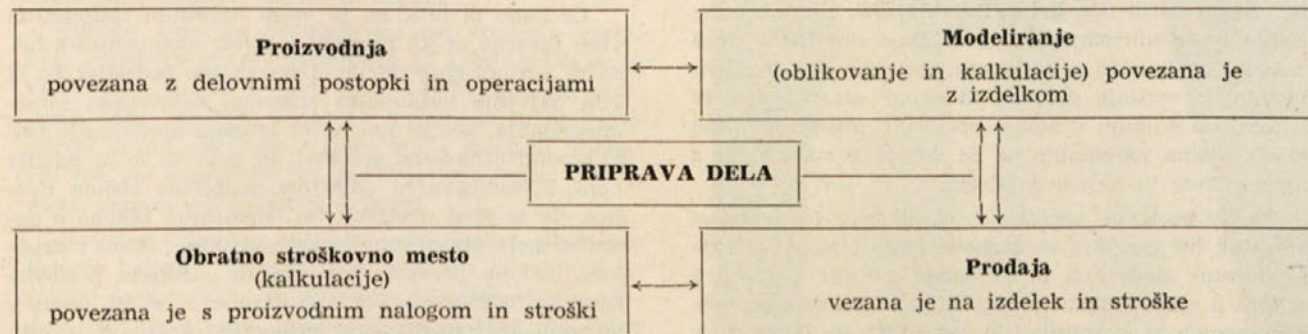 Proizvodnja
povezana z delovnimi postopki in operacijami
Modeliranje
(oblikovanje in kalkulacije) povezana je
z izdelkom
PRIPRAVA DELA
Obratno stroškovno mesto
(kalkulacije)
povezana je s proizvodnim nalogom in stroški
Prodaja
vezana je na izdelek in stroške